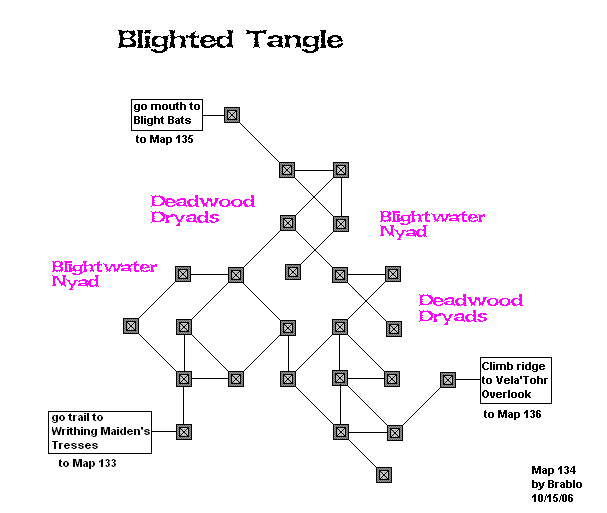 Blighted Tangle
go mouth to
Blight Bats
to Map 135
Deadwood
Dryads
Blightwater
Nyad
Blightwater
Nyad
Deadwood
Dryads
Climb ridge
to Vela'Tohr
Overlook
to Map 136
go trail to
Writhing Maiden's
Tresses
to Map 133
Map 134
by Brablo
10/15/06